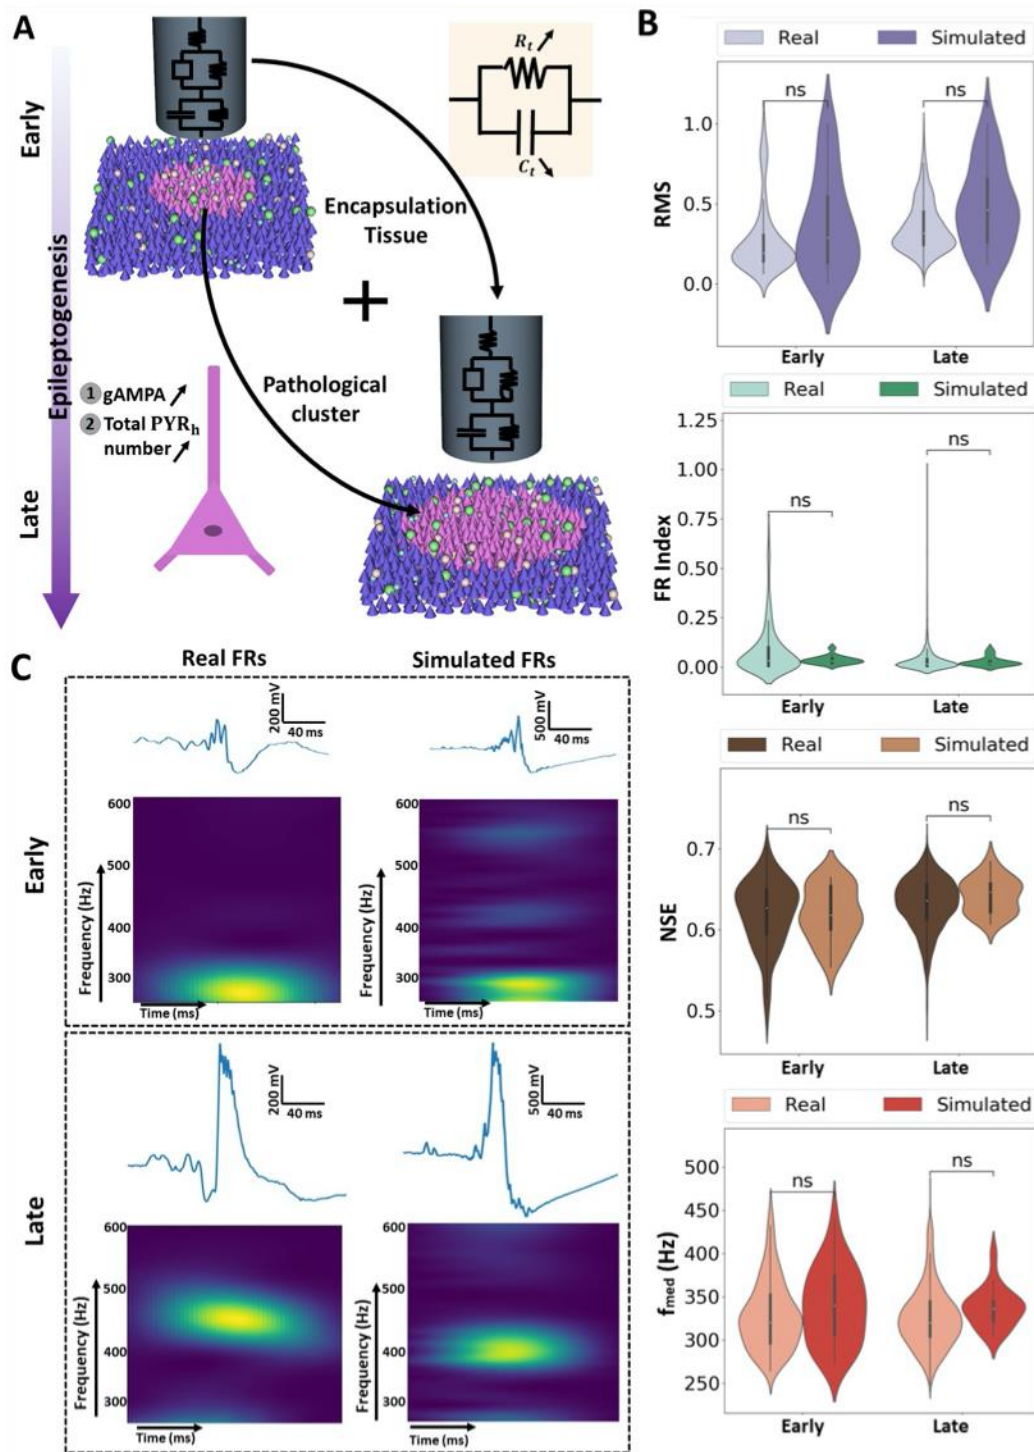 A
Early
Epileptogenesis
Late
R_t
C_t
Encapsulation
Tissue
+
1 gAMPA
2 Total PYR_h
number
Pathological
cluster
B
Real Simulated
ns ns
RMS
1.0
0.5
0.0
Early Late
Real Simulated
FR Index
1.25
1.00
0.75
0.50
0.25
0.00
ns ns
Real Simulated
NSE
0.7
0.6
0.5
ns ns
Early Late
Real Simulated
f_med (Hz)
500
450
400
350
300
250
ns ns
Early Late
C
Real FRs Simulated FRs
Early
200 mV
40 ms
500 mV
40 ms
Frequency (Hz)
600
500
400
300
Time (ms)
Frequency (Hz)
600
500
400
300
Time (ms)
Late
200 mV
40 ms
500 mV
40 ms
Frequency (Hz)
600
500
400
300
Time (ms)
Frequency (Hz)
600
500
400
300
Time (ms)